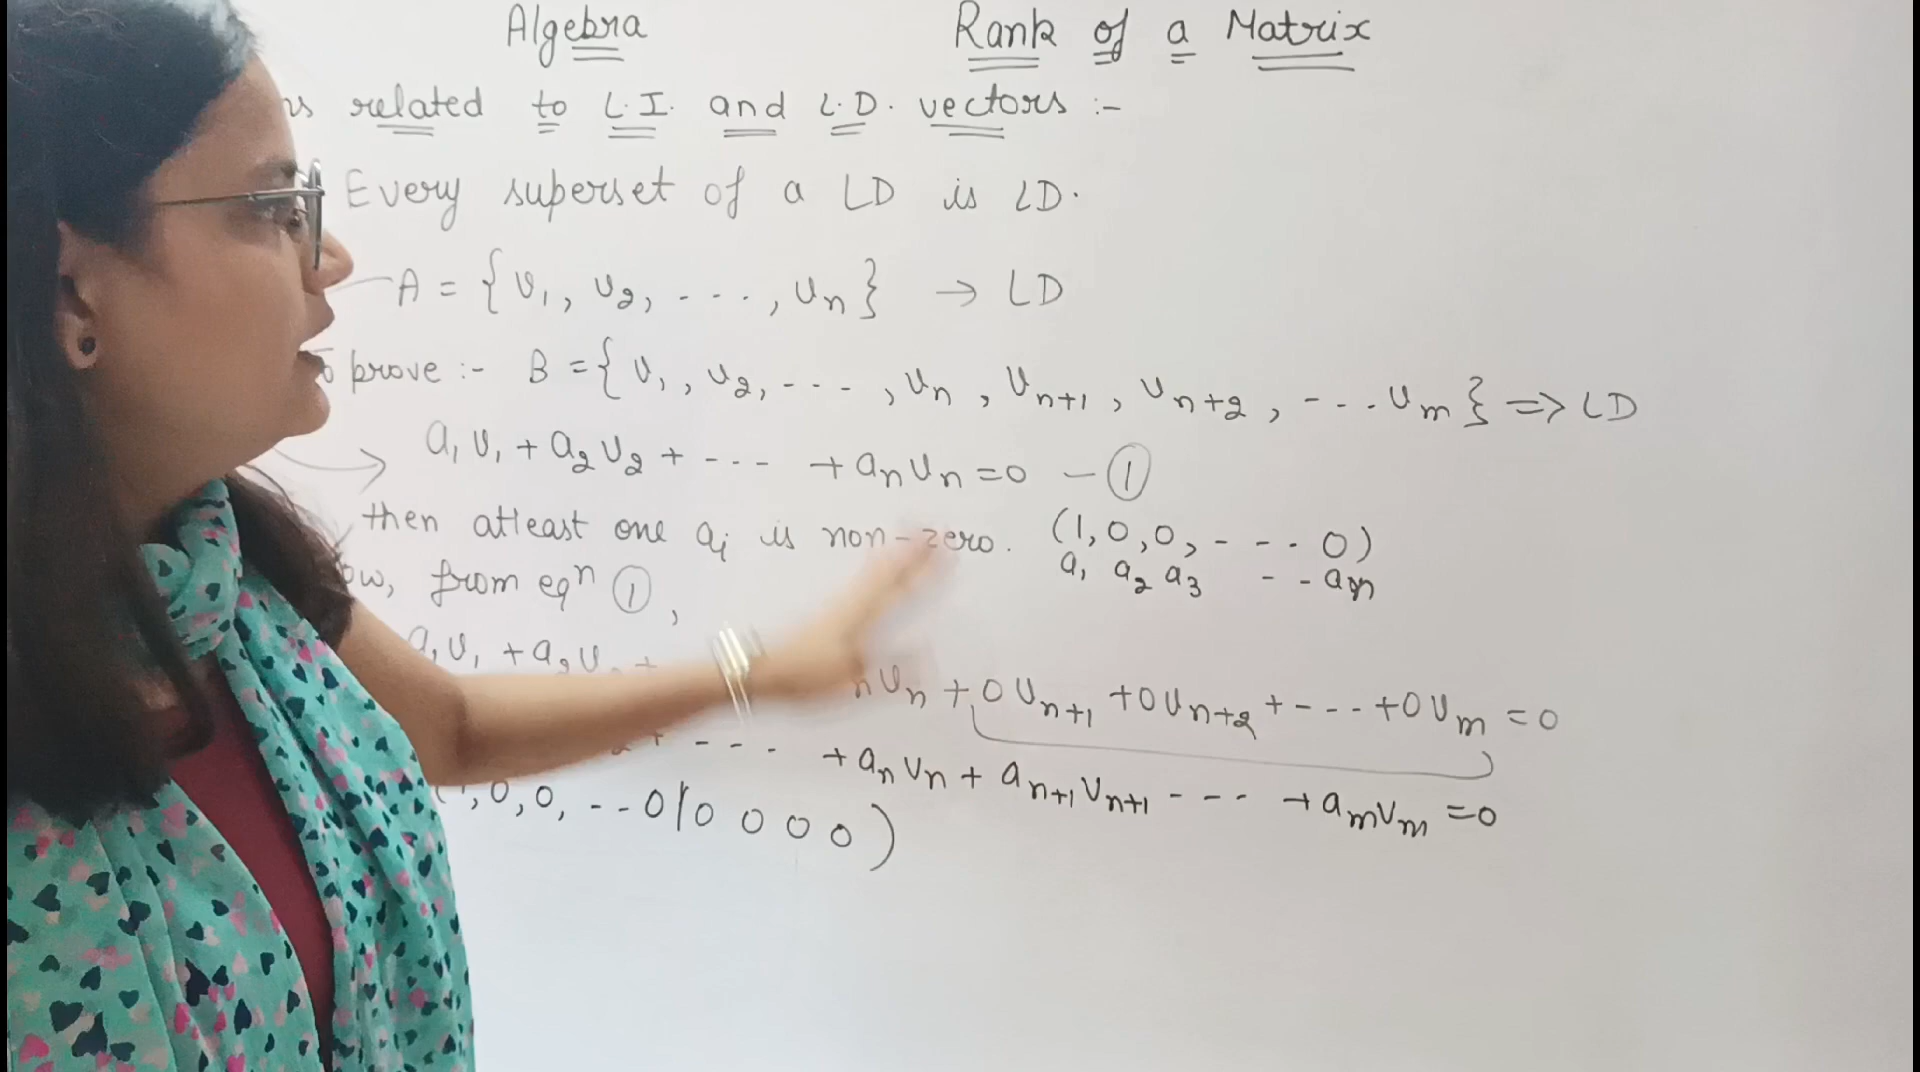 Algebra
Rank of a Matrix
related to L.I. and L.D. vectors :-
Every superset of a LD is LD.
A = {v₁, v₂, - - - -, vₙ} → LD
prove :- B = {v₁, v₂, - - - -, vₙ, vₙ₊₁, vₙ₊₂, - - - vₘ} => LD
a₁v₁ + a₂v₂ + - - - - + aₙvₙ = 0 - ①
then atleast one aᵢ is non-zero. (1, 0, 0, - - - 0)
a₁ a₂ a₃ - - aₙ
from eqⁿ ①,
a₁v₁ + a₂v₂ + vₙ + 0vₙ₊₁ + 0vₙ₊₂ + - - - + 0vₘ = 0
+ - - - - + aₙvₙ + aₙ₊₁vₙ₊₁ - - - + aₘvₘ = 0
, 0, 0, - - 0 | 0 0 0 0)